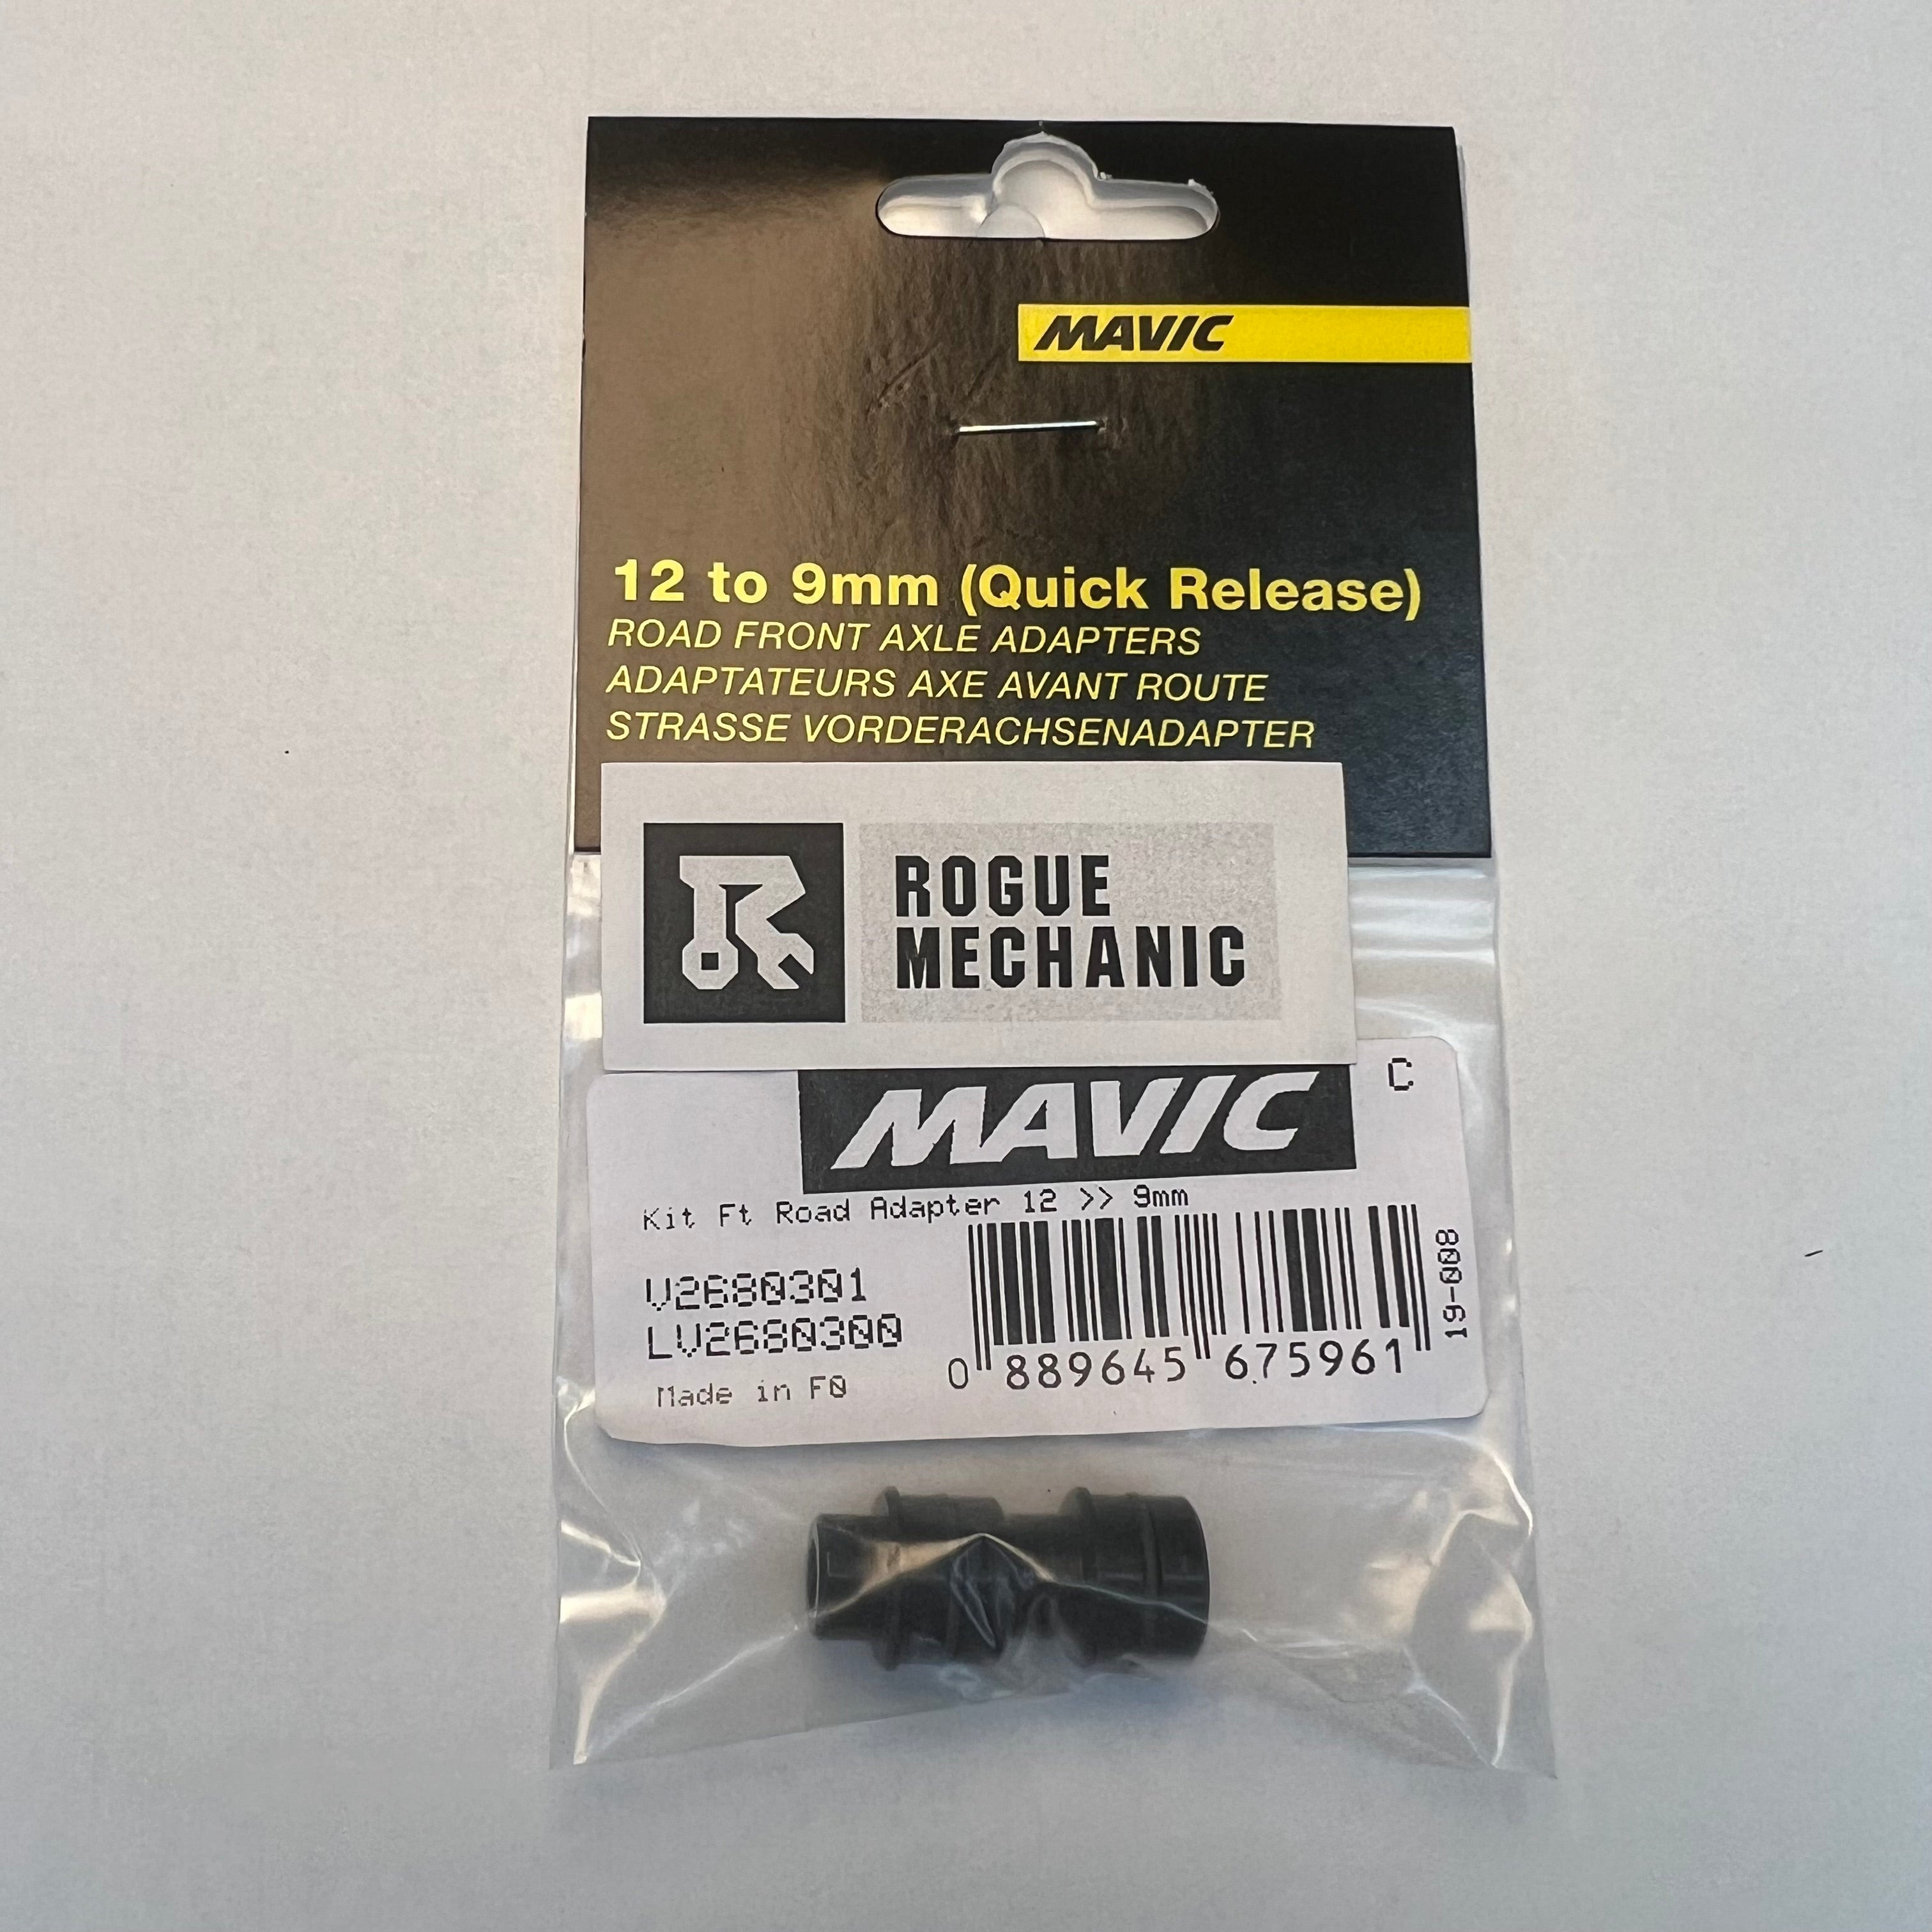 MAVIC
12 to 9mm (Quick Release)
ROAD FRONT AXLE ADAPTERS
ADAPTATEURS AXE AVANT ROUTE
STRASSE VORDERACHSENADAPTER
ROGUE
MECHANIC
MAVIC
C
Kit Ft Road Adapter 12 >> 9mm
V2680301
LV2680300
Made in
0 889645 675961
19-008